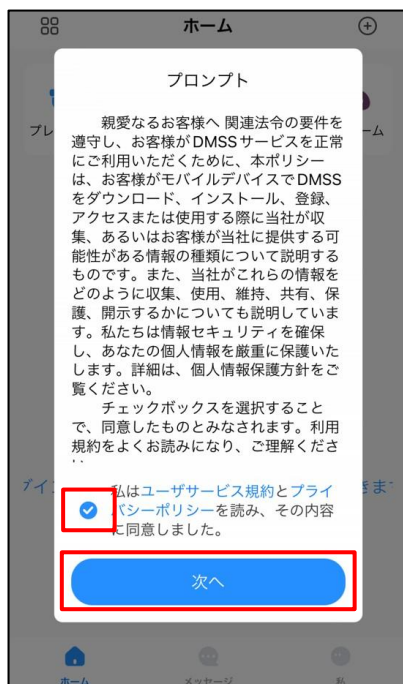 ホーム
プロンプト
プレ
ーム
親愛なるお客様へ 関連法令の要件を
遵守し、お客様がDMSSサービスを正常
にご利用いただくために、本ポリシー
は、お客様がモバイルデバイスでDMSS
をダウンロード、インストール、登録、
アクセスまたは使用する際に当社が収
集、あるいはお客様が当社に提供する可
能性がある情報の種類について説明する
ものです。また、当社がこれらの情報を
どのように収集、使用、維持、共有、保
護、開示するかについても説明していま
す。私たちは情報セキュリティを確保
し、あなたの個人情報を厳重に保護いた
します。詳細は、個人情報保護方針をご
覧ください。
チェックボックスを選択すること
で、同意したものとみなされます。利用
規約をよくお読みになり、ご理解くださ
私はユーザサービス規約とプライ
バシーポリシーを読み、その内容
に同意しました。
次へ
ホーム
メッセージ
私